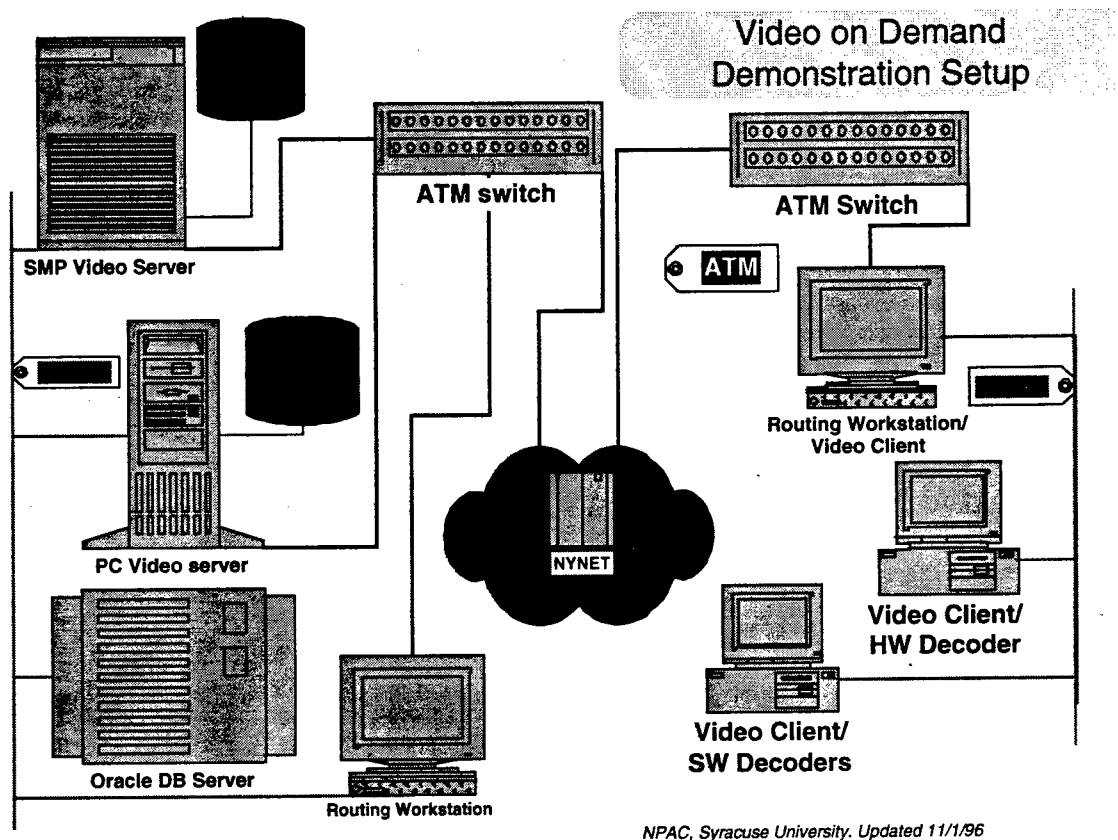 Video on Demand
Demonstration Setup
ATM switch
ATM Switch
SMP Video Server
ATM
Routing Workstation/
Video Client
PC Video server
NYNET
Video Client/
HW Decoder
Video Client/
SW Decoders
Oracle DB Server
Routing Workstation
NPAC, Syracuse University. Updated 11/1/96